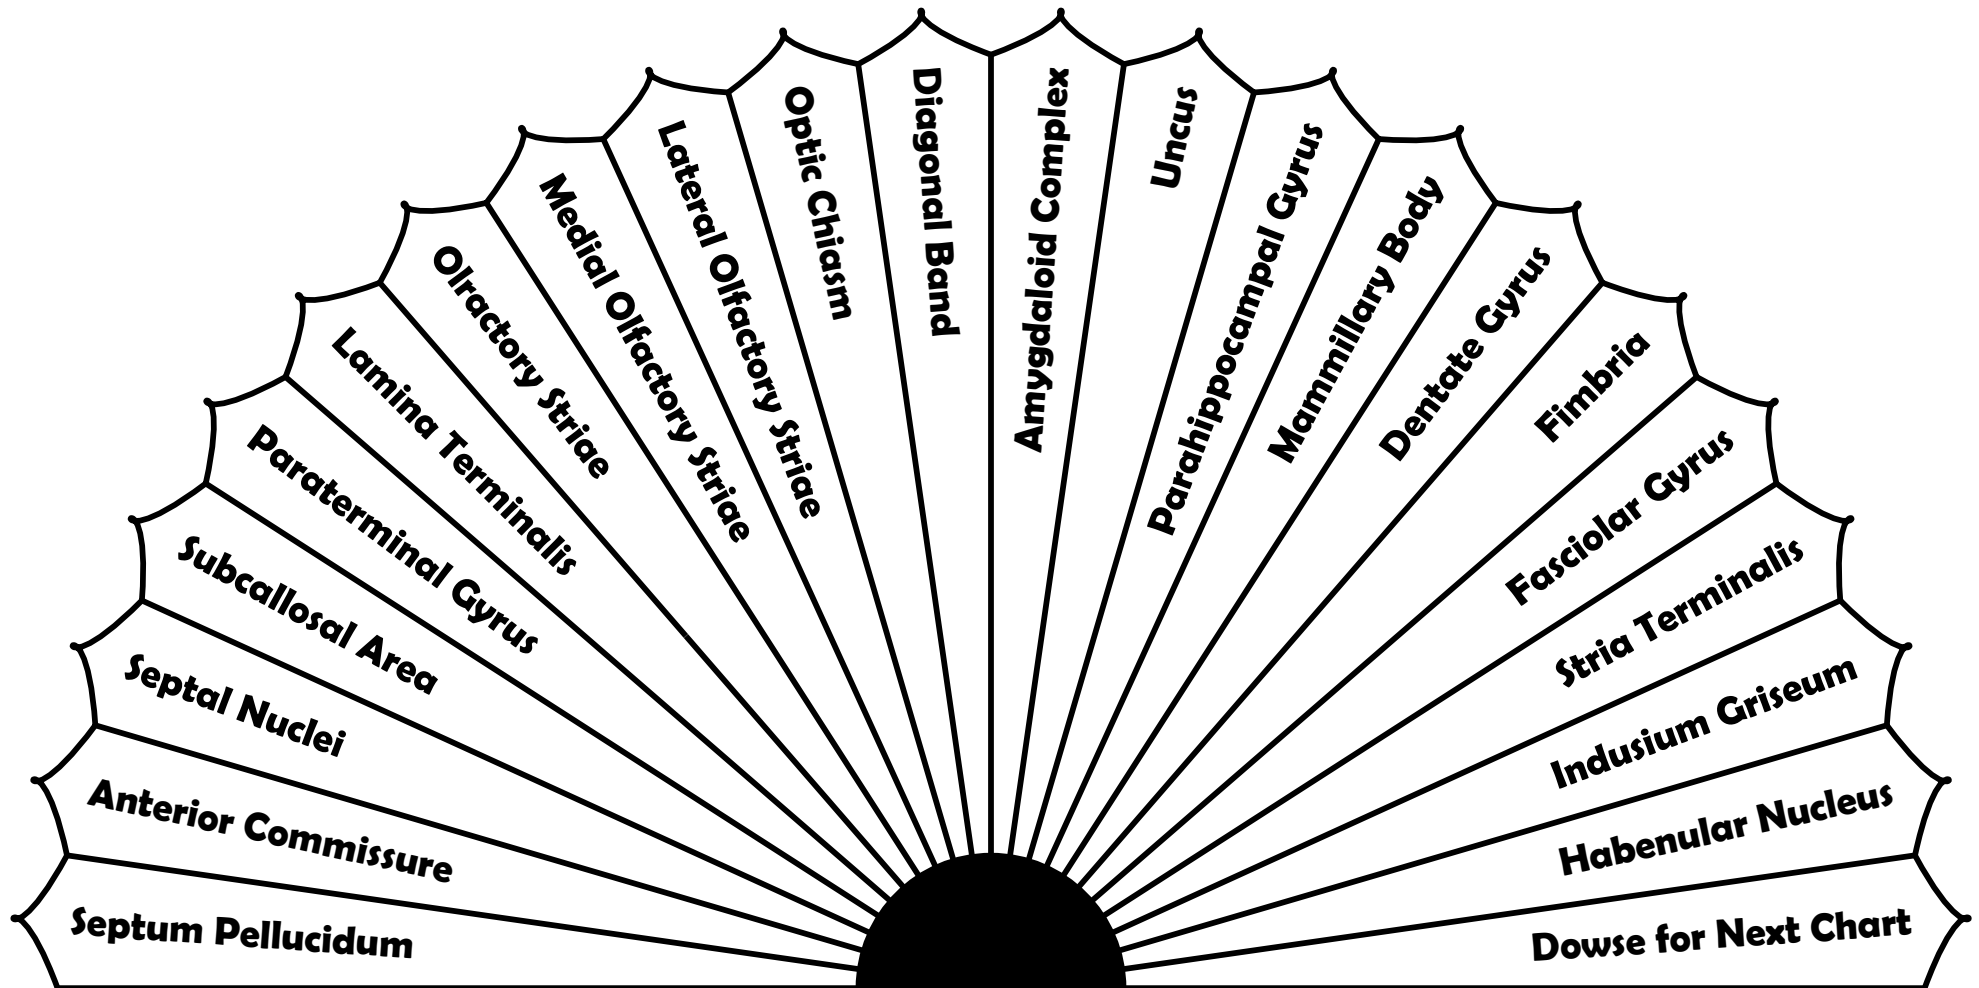 Septum Pellucidum
Anterior Commissure
Septal Nuclei
Subcallosal Area
Paraterminal Gyrus
Lamina Terminalis
Olractory Striae
Medial Olfactory Striae
Lateral Olfactory Striae
Optic Chiasm
Diagonal Band
Amygdaloid Complex
Uncus
Parahippocampal Gyrus
Mammillary Body
Dentate Gyrus
Fimbria
Fasciolar Gyrus
Stria Terminalis
Indusium Griseum
Habenular Nucleus
Dowse for Next Chart